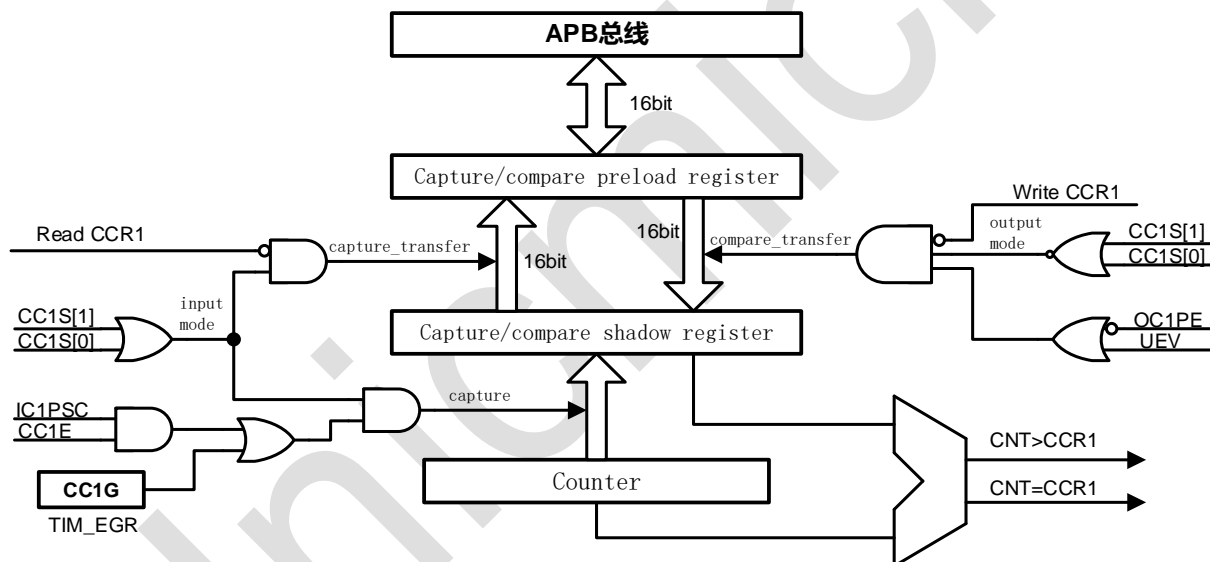 APB总线
16bit
Capture/compare preload register
Write CCR1
Read CCR1
capture_transfer
16bit
16bit
compare_transfer
output
mode
CC1S[1]
CC1S[0]
CC1S[1]
CC1S[0]
input
mode
Capture/compare shadow register
OC1PE
UEV
IC1PSC
CC1E
capture
CC1G
TIM_EGR
Counter
CNT>CCR1
CNT=CCR1